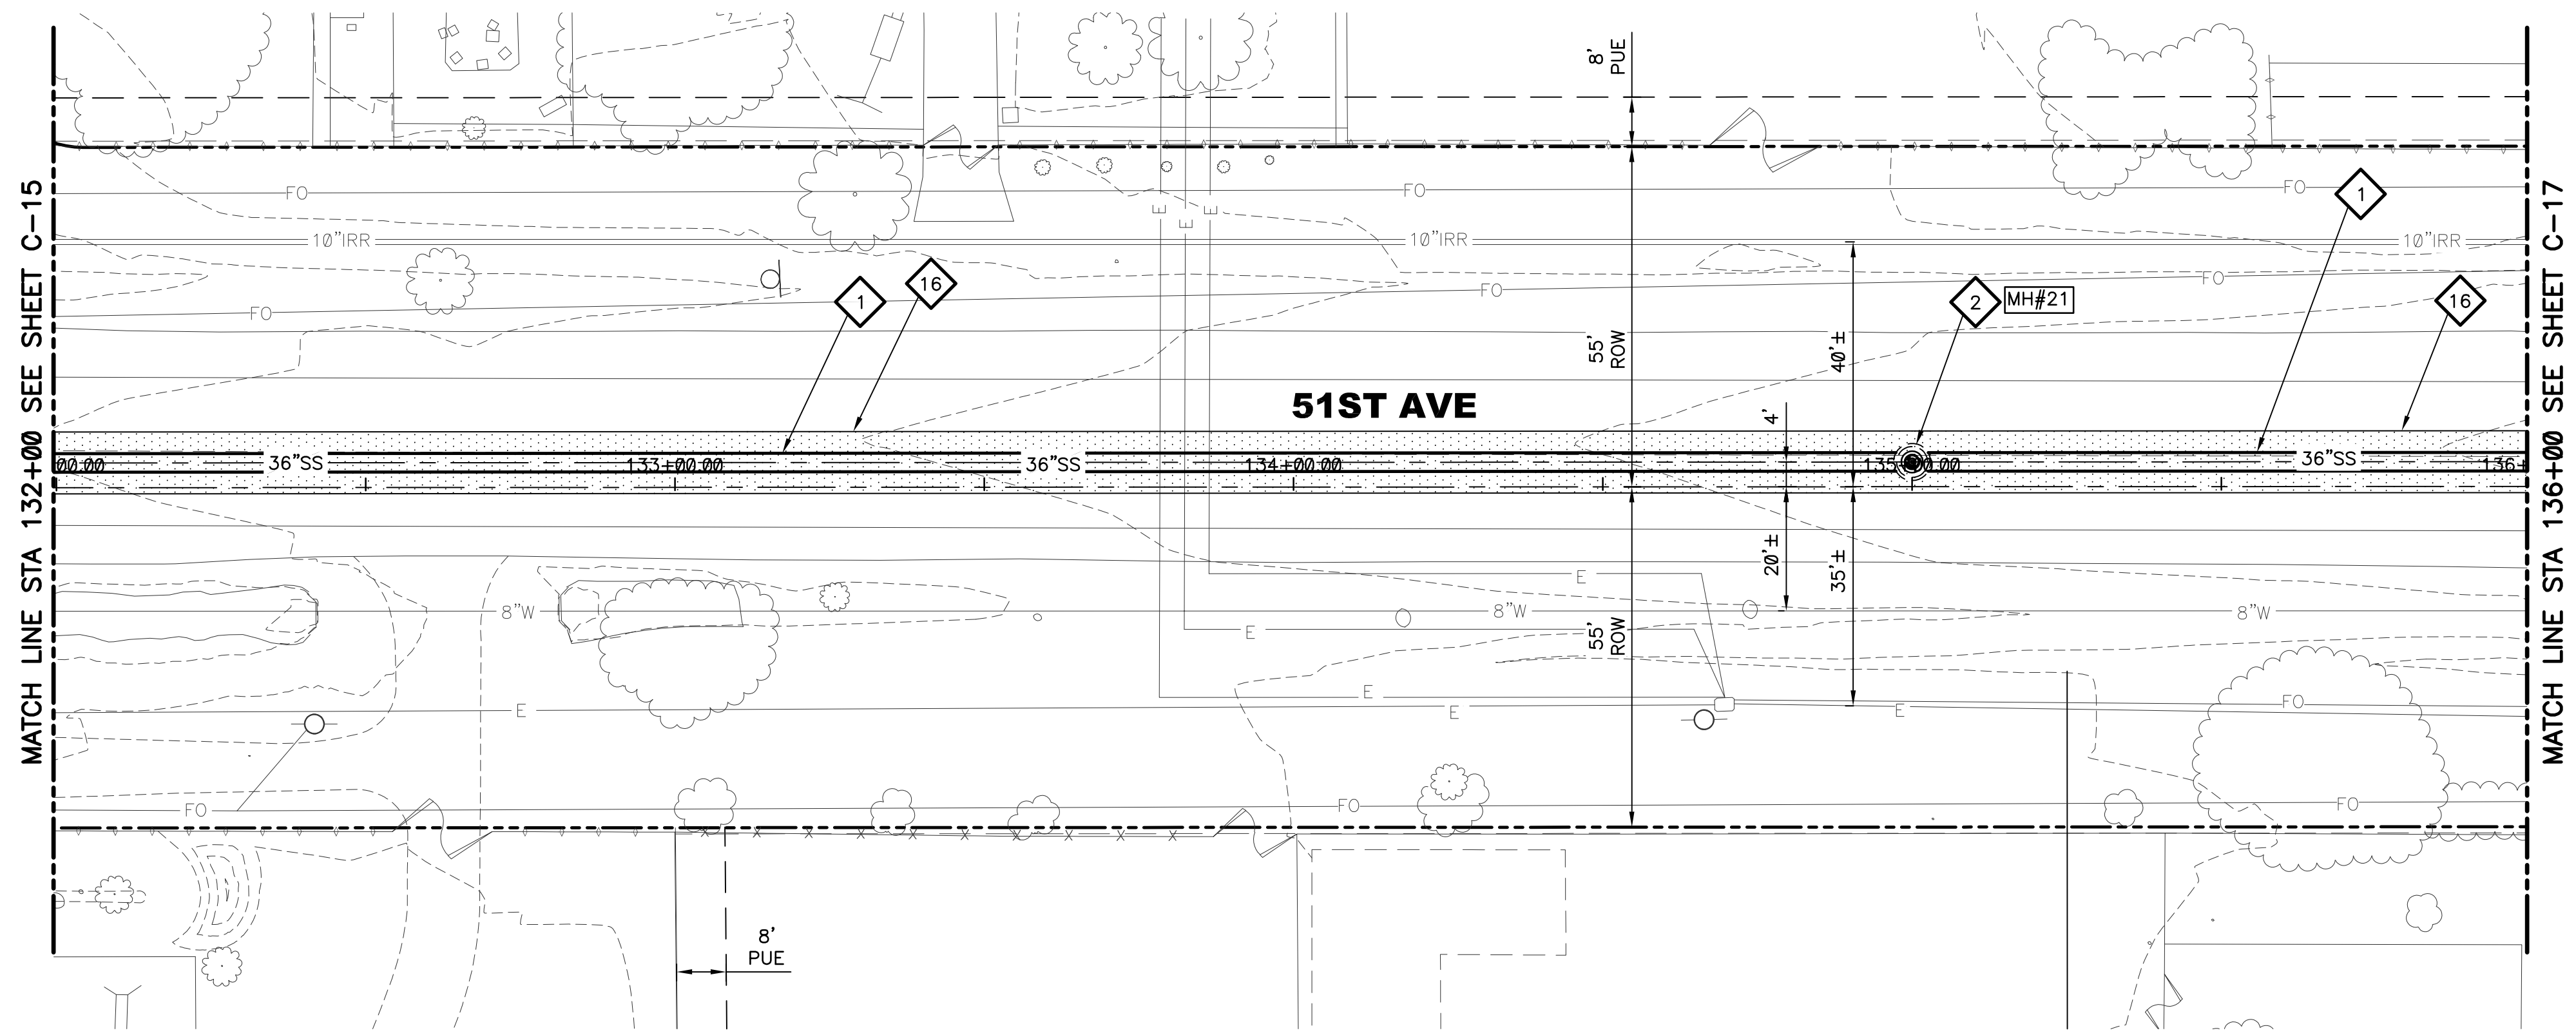 8'
PUE
FO
FO
FO
1
10"IRR
10"IRR
10"IRR
E
E
E
FO
FO
FO
1
16
2
MH#21
16
55'
ROW
40'±
51ST AVE
4'
MATCH LINE STA 132+00 SEE SHEET C-15
MATCH LINE STA 136+00 SEE SHEET C-17
00.00
36"SS
133+00.00
36"SS
134+00.00
36"SS
136+
20'±
35'±
E
8"W
8"W
8"W
E
55'
ROW
E
E
E
E
FO
FO
FO
FO
8'
PUE